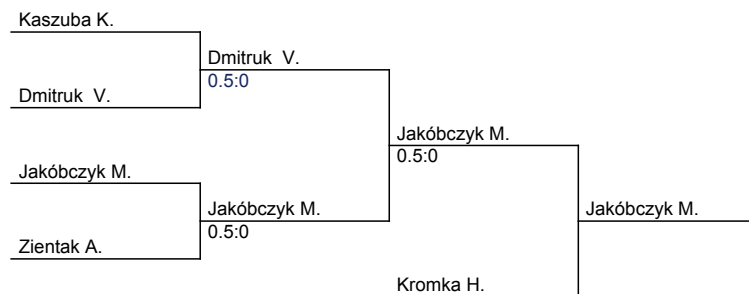 Kaszuba K.
Dmitruk V.
0.5:0
Dmitruk V.
Jakóbczyk M.
0.5:0
Jakóbczyk M.
Jakóbczyk M.
Jakóbczyk M.
0.5:0
Zientak A.
Kromka H.